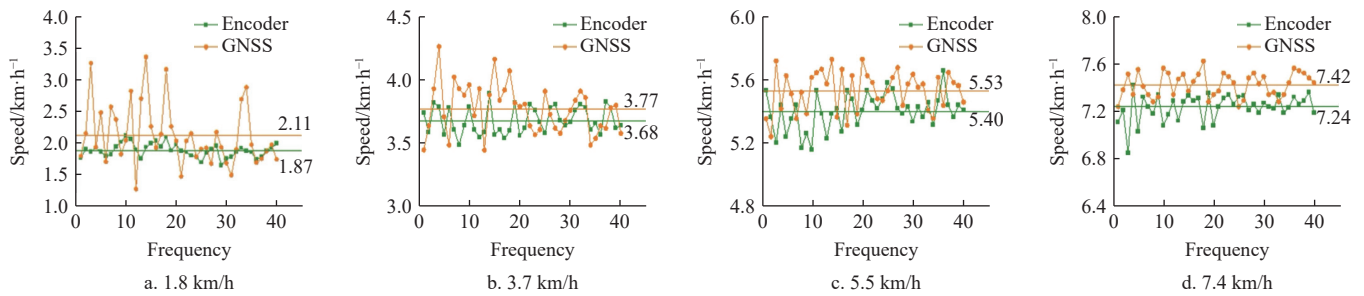 4.0
3.5
3.0
2.5
2.0
1.5
1.0
Speed/km·h⁻¹
Encoder
GNSS
2.11
1.87
0 10 20 30 40
Frequency
a. 1.8 km/h
4.5
4.0
3.5
3.0
Speed/km·h⁻¹
Encoder
GNSS
3.77
3.68
0 10 20 30 40 50
Frequency
b. 3.7 km/h
6.0
5.6
5.2
4.8
Speed/km·h⁻¹
Encoder
GNSS
5.53
5.40
0 10 20 30 40
Frequency
c. 5.5 km/h
8.0
7.6
7.2
6.8
6.4
Speed/km·h⁻¹
Encoder
GNSS
7.42
7.24
0 10 20 30 40
Frequency
d. 7.4 km/h